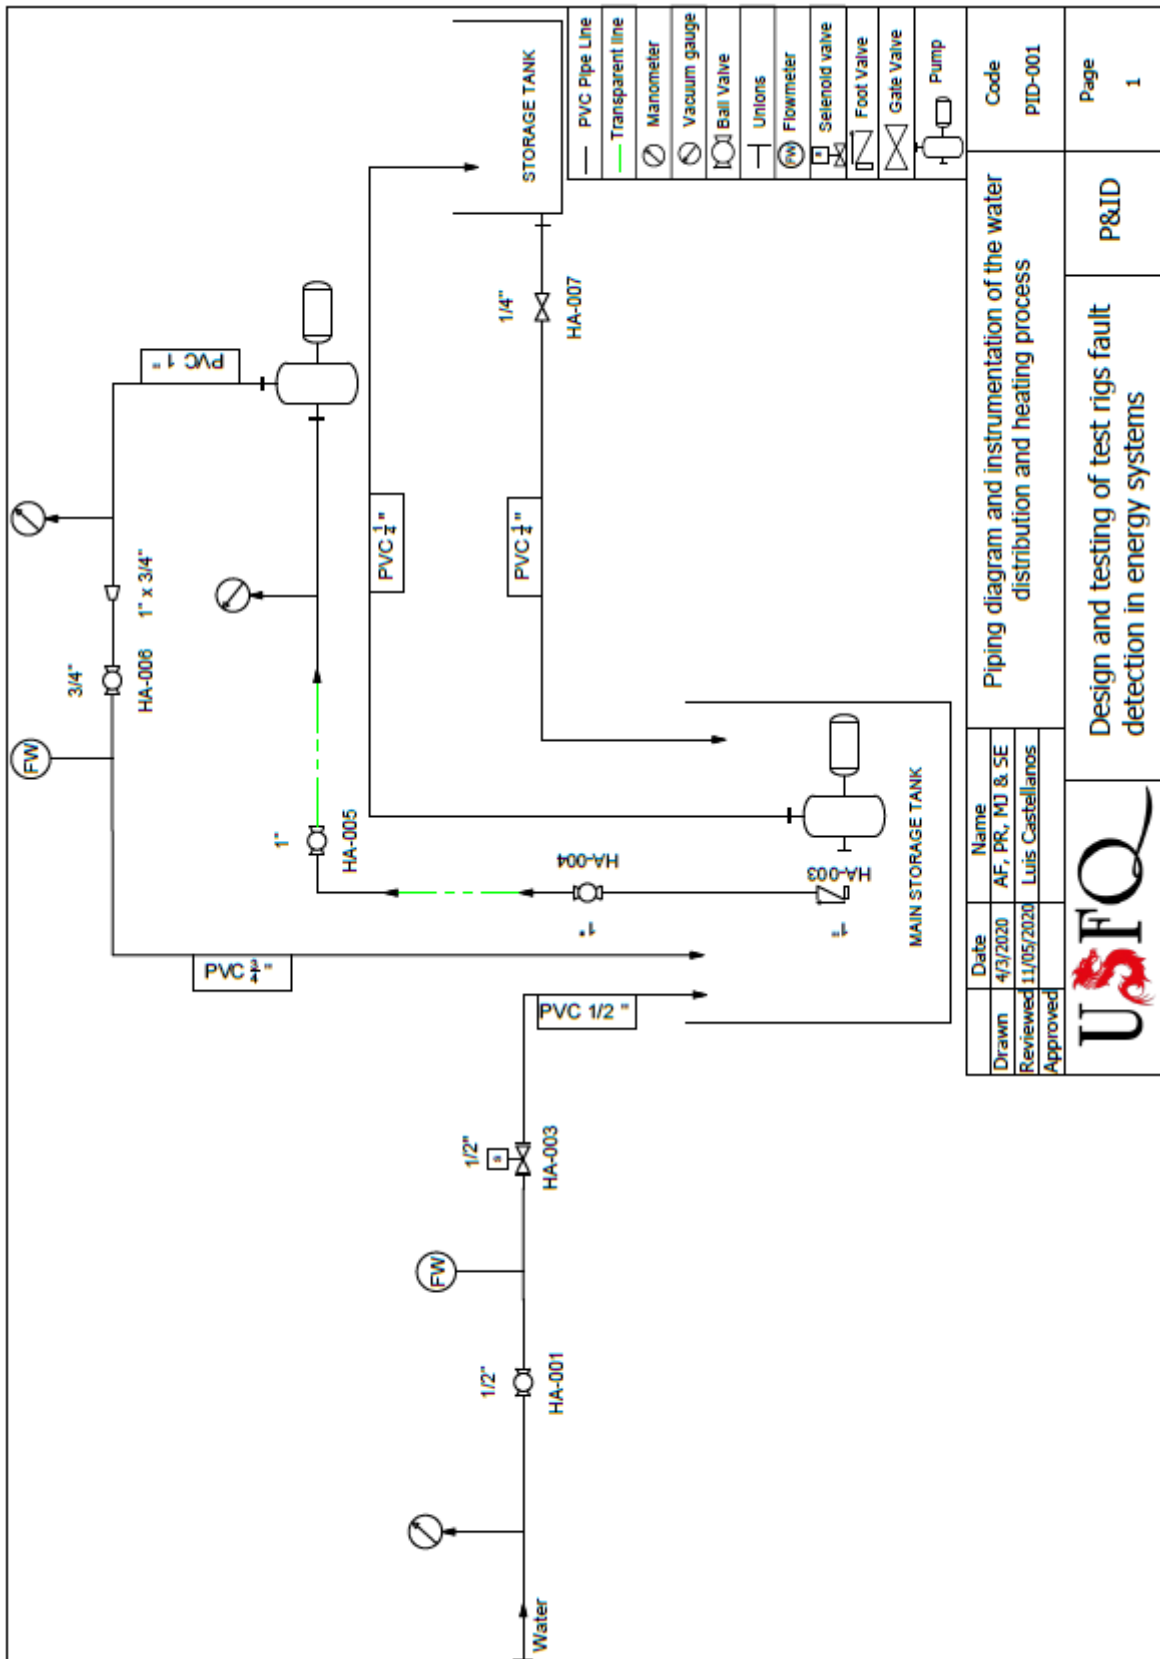 STORAGE TANK
PVC Pipe Line
Transparent line
Manometer
Vacuum gauge
Ball Valve
Unions
FW Flowmeter
s Selenoid valve
Foot Valve
Gate Valve
Pump
PVC 1 "
1" x 3/4"
3/4"
HA-006
FW
PVC 3/4 "
1"
HA-005
HA-004
1"
HA-003
1"
PVC 1/4 "
1/4"
HA-007
PVC 1/4 "
MAIN STORAGE TANK
PVC 1/2 "
1/2"
s
HA-003
FW
1/2"
HA-001
Water
Date
Name
Drawn
4/3/2020
AF, PR, MJ & SE
Reviewed
11/05/2020
Luis Castellanos
Approved
Piping diagram and instrumentation of the water
distribution and heating process
Code
PID-001
USFQ
Design and testing of test rigs fault
detection in energy systems
P&ID
Page
1